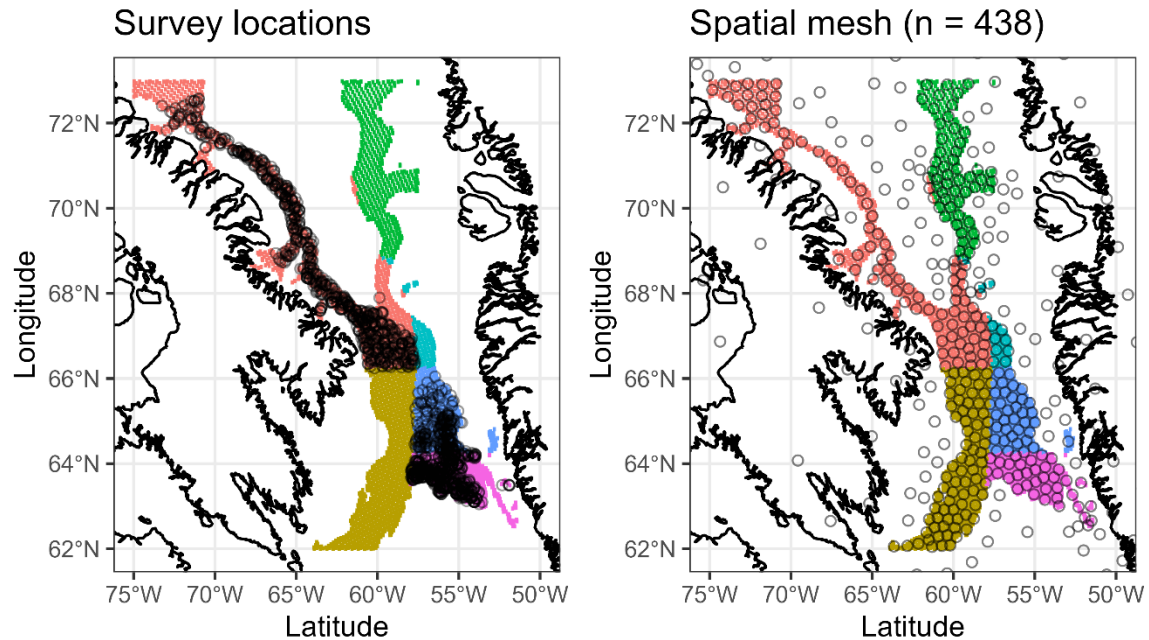 Survey locations
Longitude
72°N
70°N
68°N
66°N
64°N
62°N
75°W 70°W 65°W 60°W 55°W 50°W
Latitude
Spatial mesh (n = 438)
Longitude
72°N
70°N
68°N
66°N
64°N
62°N
75°W 70°W 65°W 60°W 55°W 50°W
Latitude